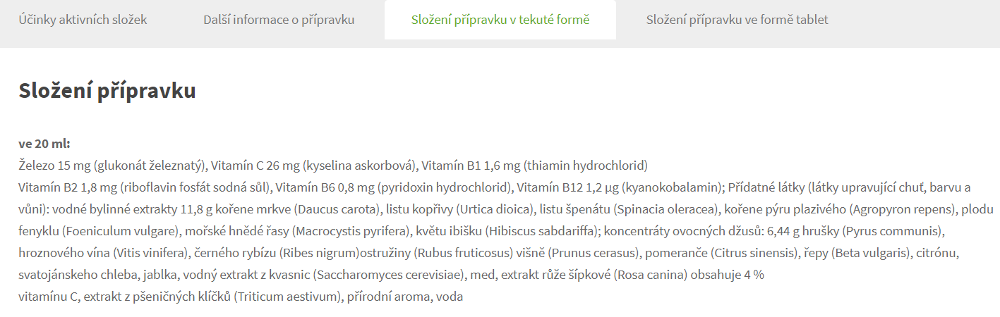 Účinky aktivních složek
Další informace o přípravku
Složení přípravku v tekuté formě
Složení přípravku ve formě tablet
Složení přípravku
ve 20 ml:
Železo 15 mg (glukonát železnatý), Vitamín C 26 mg (kyselina askorbová), Vitamín B1 1,6 mg (thiamin hydrochlorid)
Vitamín B2 1,8 mg (riboflavin fosfát sodná sůl), Vitamín B6 0,8 mg (pyridoxin hydrochlorid), Vitamín B12 1,2 µg (kyanokobalamin); Přídatné látky (látky upravující chuť, barvu a
vůni): vodné bylinné extrakty 11,8 g kořene mrkve (Daucus carota), listu kopřivy (Urtica dioica), listu špenátu (Spinacia oleracea), kořene pýru plazivého (Agropyron repens), plodu
fenyklu (Foeniculum vulgare), mořské hnědé řasy (Macrocystis pyrifera), květu ibišku (Hibiscus sabdariffa); koncentráty ovocných džusů: 6,44 g hrušky (Pyrus communis),
hroznového vína (Vitis vinifera), černého rybízu (Ribes nigrum)ostružiny (Rubus fruticosus) višně (Prunus cerasus), pomeranče (Citrus sinensis), řepy (Beta vulgaris), citrónu,
svatojánskeho chleba, jablka, vodný extrakt z kvasnic (Saccharomyces cerevisiae), med, extrakt růže šípkové (Rosa canina) obsahuje 4 %
vitamínu C, extrakt z pšeničných klíčků (Triticum aestivum), přírodní aroma, voda